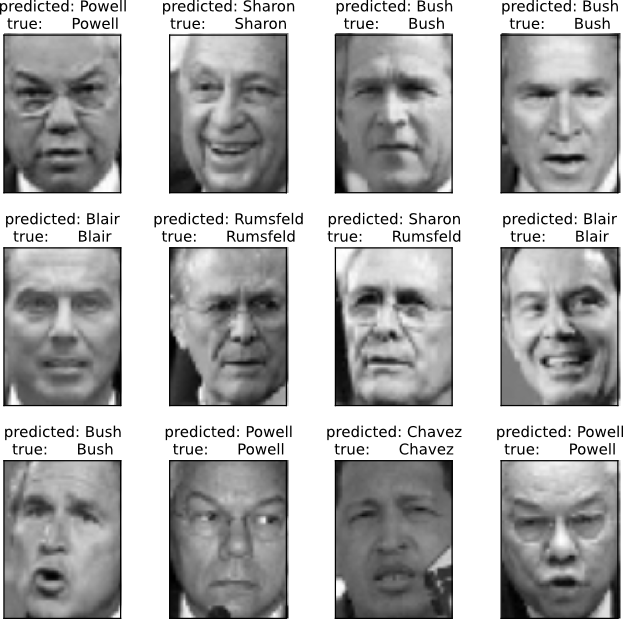 predicted: Powell
true: Powell
predicted: Sharon
true: Sharon
predicted: Bush
true: Bush
predicted: Bush
true: Bush
predicted: Blair
true: Blair
predicted: Rumsfeld
true: Rumsfeld
predicted: Sharon
true: Rumsfeld
predicted: Blair
true: Blair
predicted: Bush
true: Bush
predicted: Powell
true: Powell
predicted: Chavez
true: Chavez
predicted: Powell
true: Powell